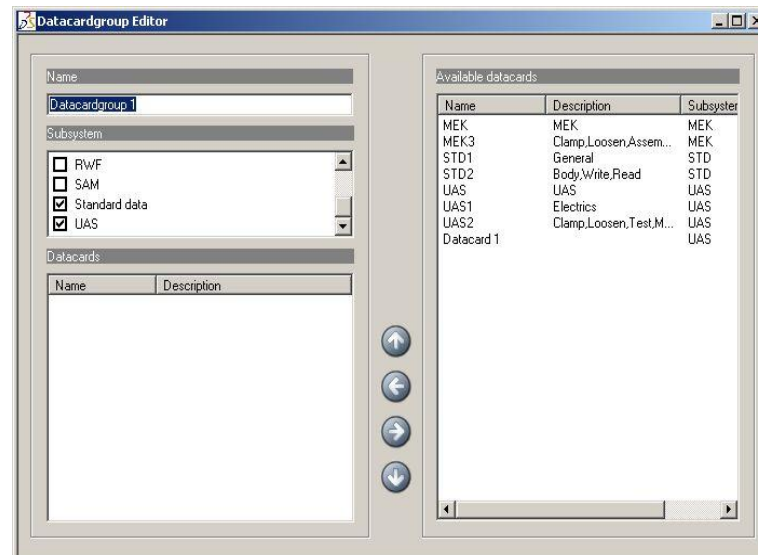 Datacardgroup Editor
Name
Datacardgroup 1
Subsystem
RWF
SAM
Standard data
UAS
Datacards
Name Description
Available datacards
Name Description Subsyster
MEK MEK MEK
MEK3 Clamp,Loosen,Assem... MEK
STD1 General STD
STD2 Body,Write,Read STD
UAS UAS UAS
UAS1 Electrics UAS
UAS2 Clamp,Loosen,Test,M... UAS
Datacard 1 UAS